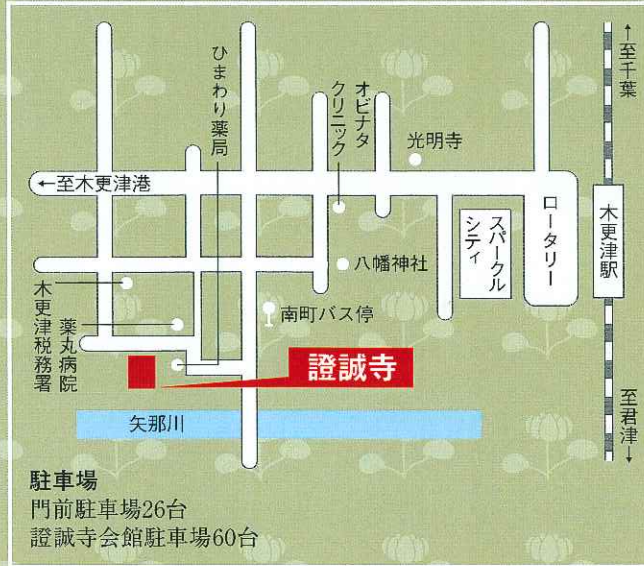 ↑至千葉
ひまわり薬局
オビナタ
クリニック
光明寺
←至木更津港
スパークル
シティ
ロータリー
木更津駅
八幡神社
木更津税務署
薬丸病院
南町バス停
證誠寺
至君津↓
矢那川
駐車場
門前駐車場26台
證誠寺会館駐車場60台